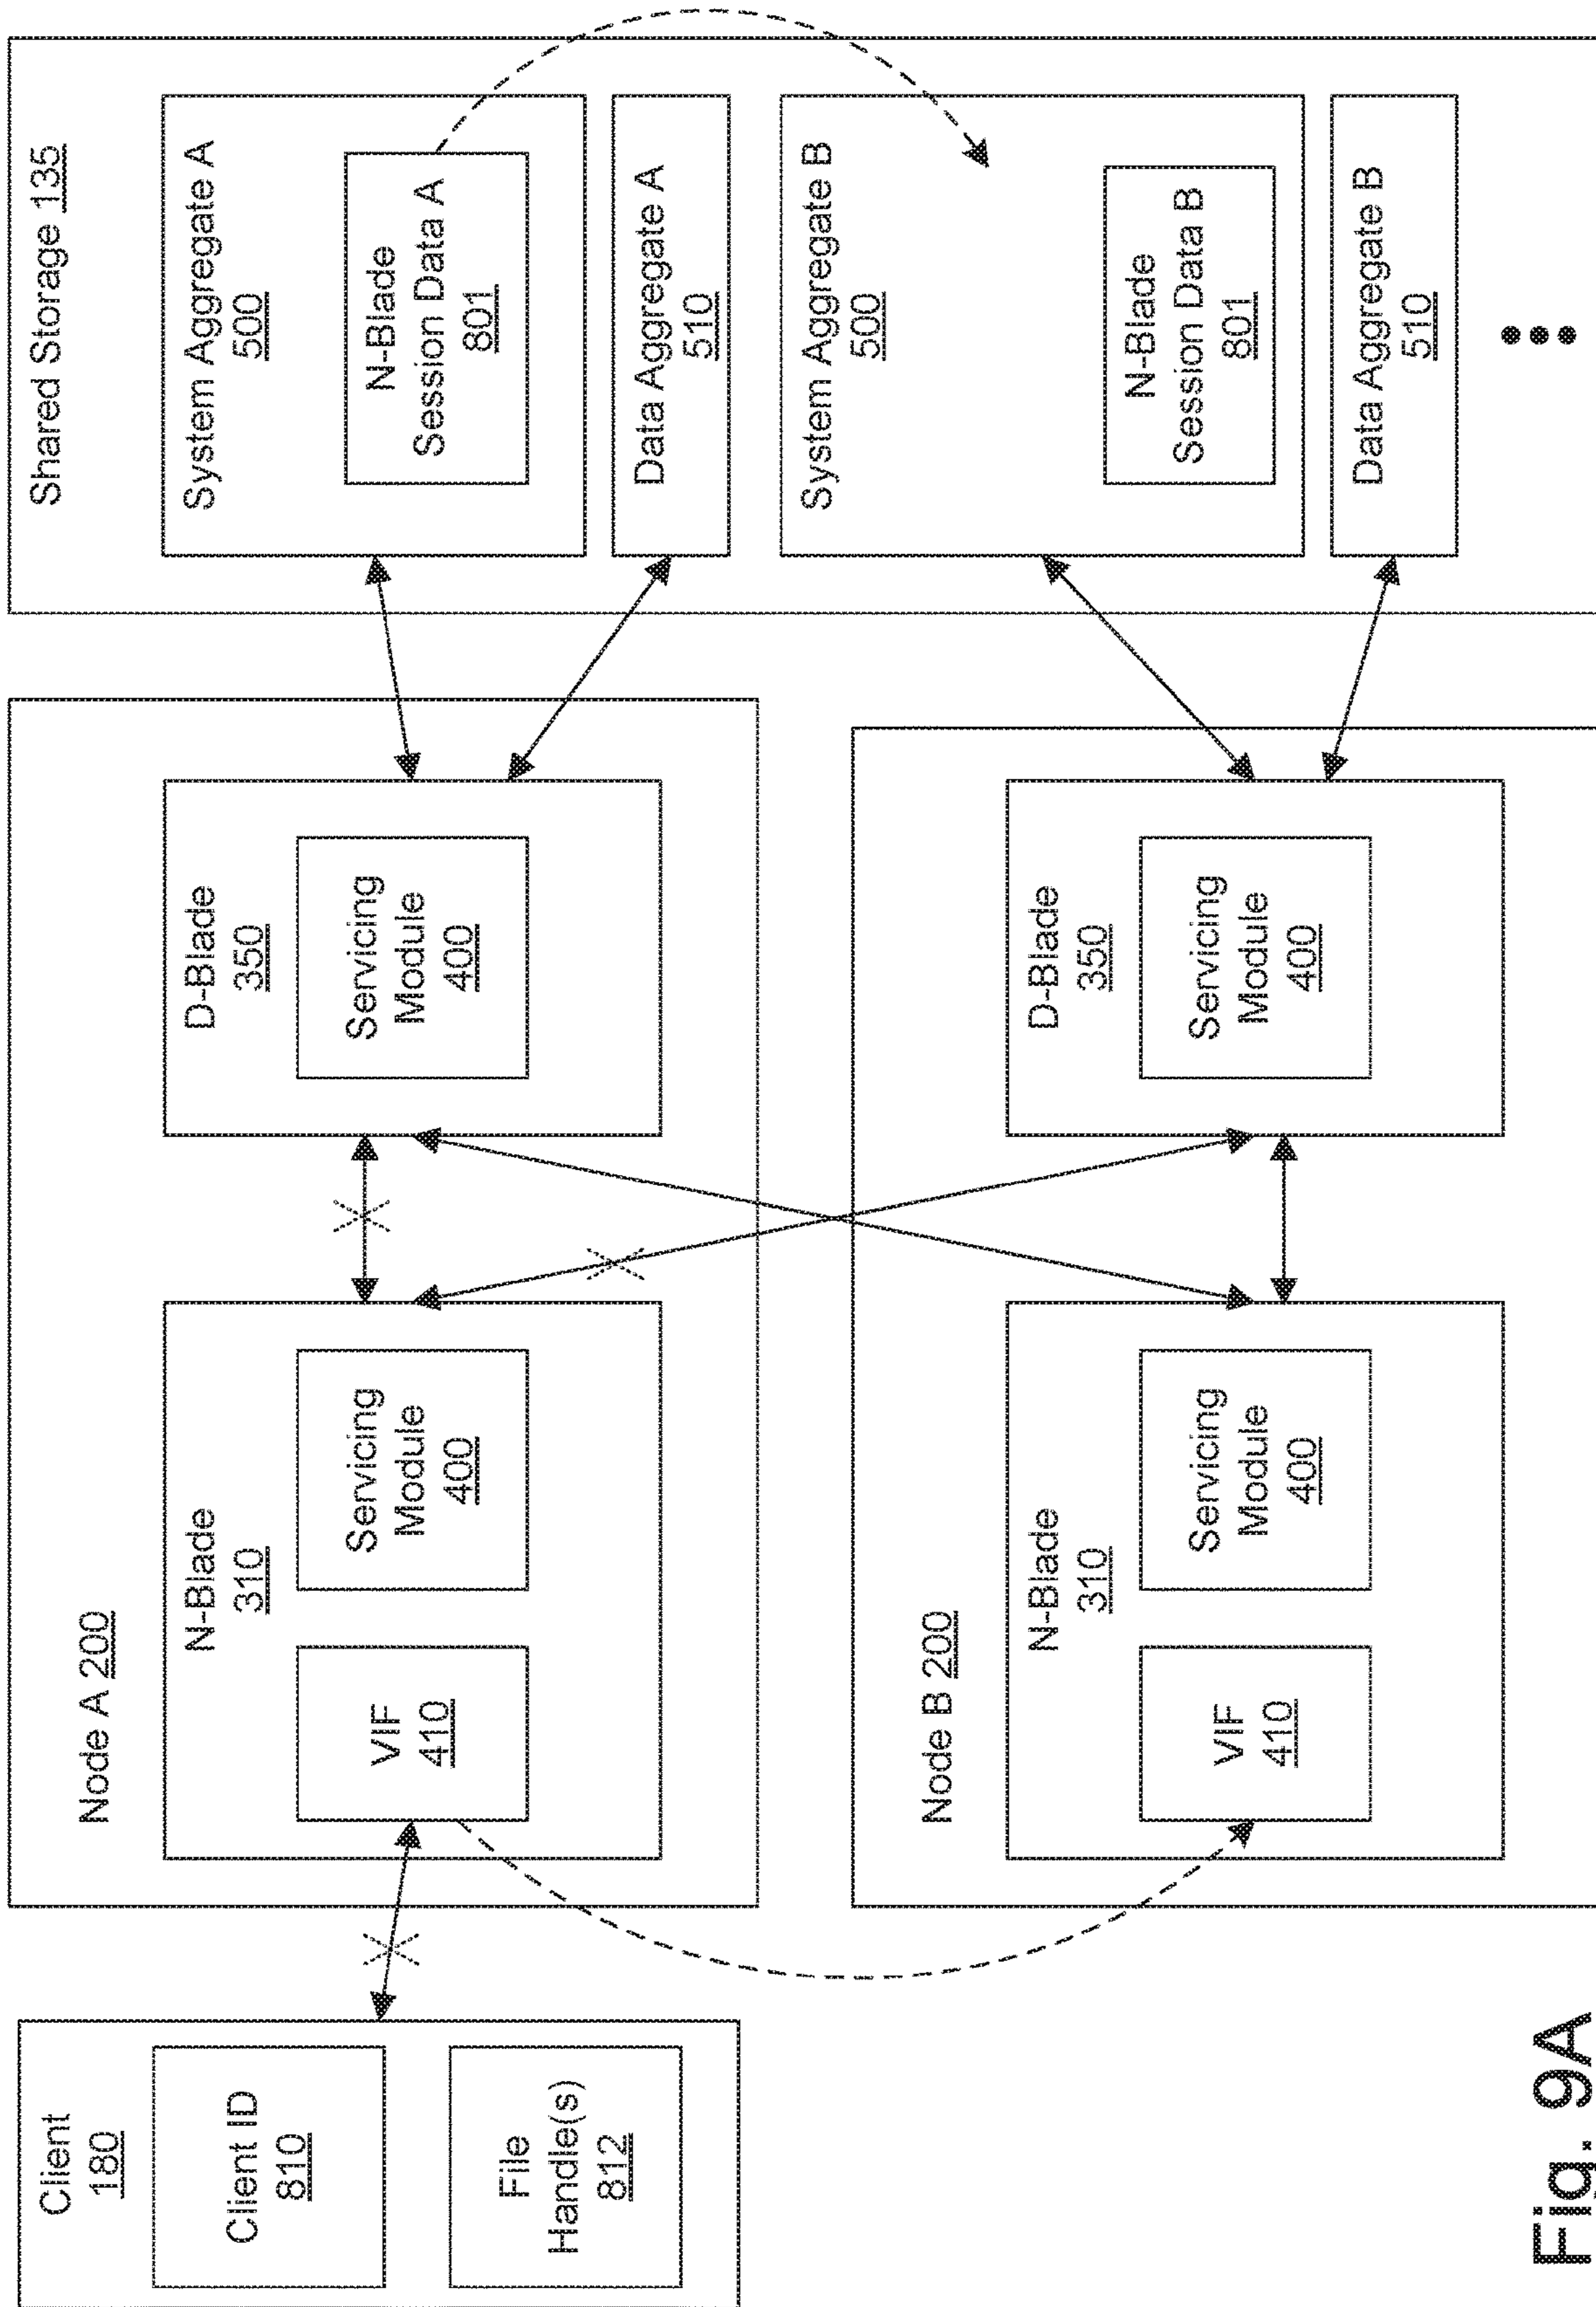 Client
180
Client ID
810
File
Handle(s)
812
Node A 200
N-Blade
310
VIF
410
Servicing
Module
400
D-Blade
350
Servicing
Module
400
Node B 200
N-Blade
310
VIF
410
Servicing
Module
400
D-Blade
350
Servicing
Module
400
Shared Storage 135
System Aggregate A
500
N-Blade
Session Data A
801
Data Aggregate A
510
System Aggregate B
500
N-Blade
Session Data B
801
Data Aggregate B
510
Fig. 9A